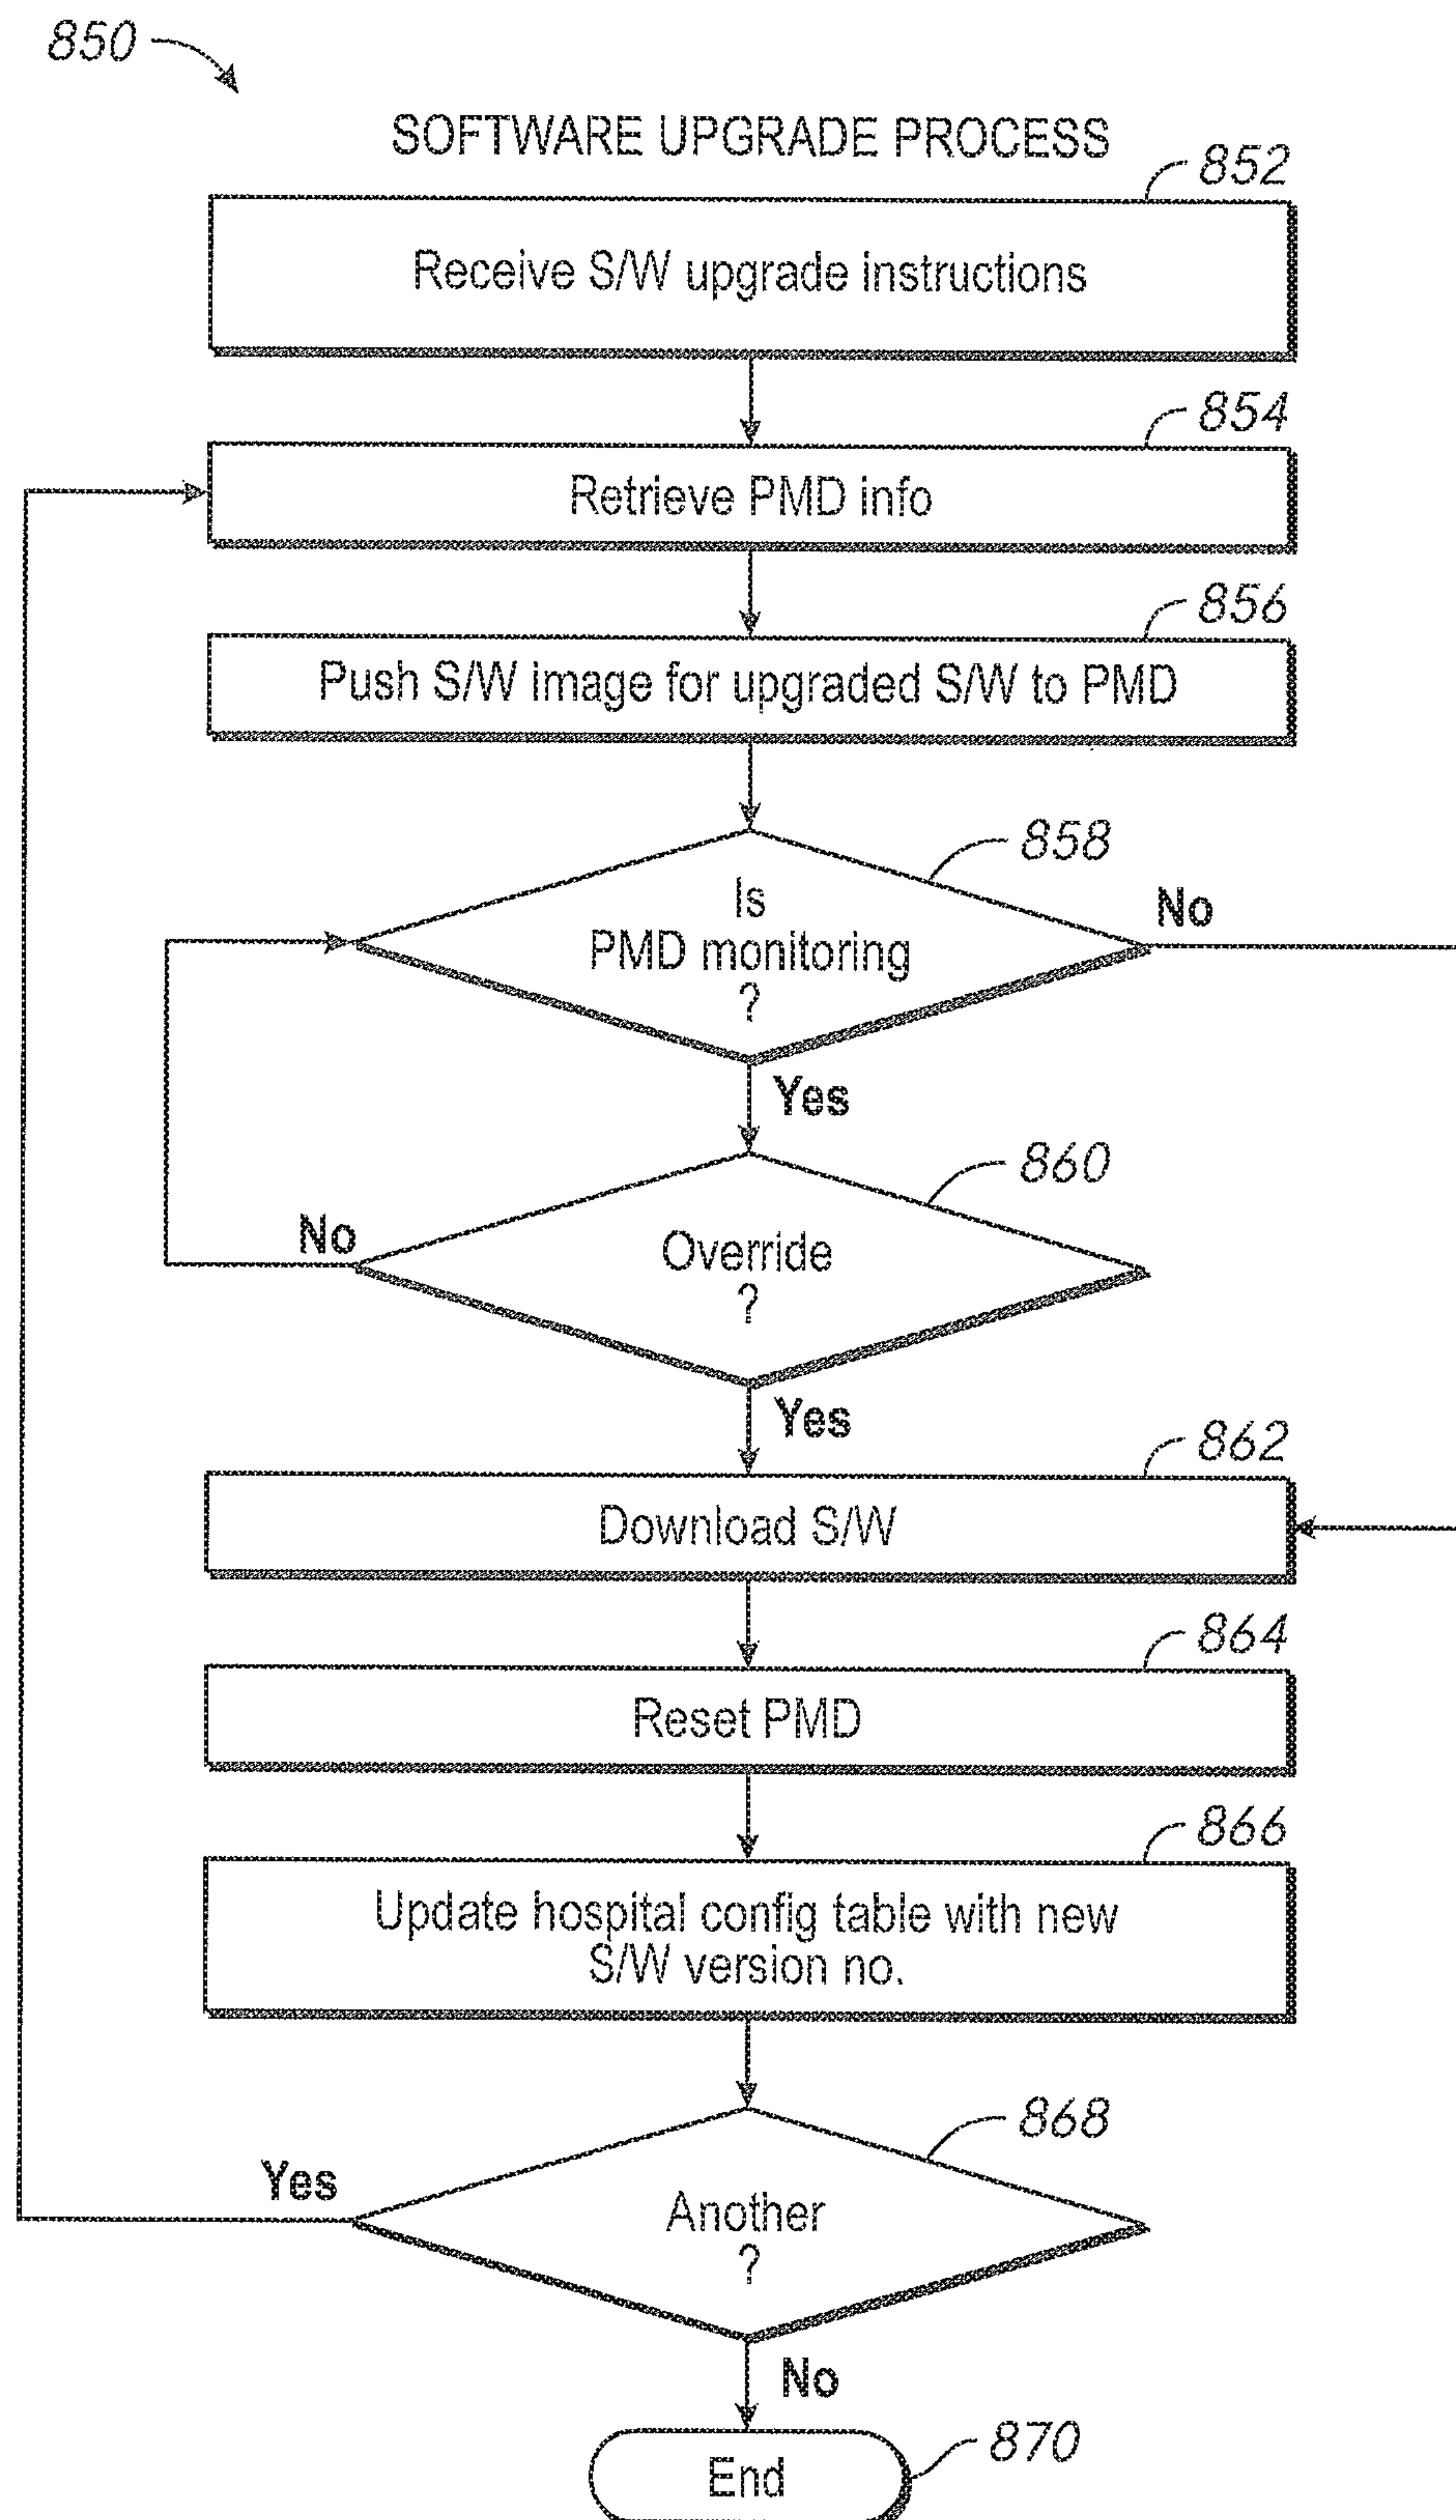 850
SOFTWARE UPGRADE PROCESS
852
Receive S/W upgrade instructions
854
Retrieve PMD info
856
Push S/W image for upgraded S/W to PMD
858
Is
PMD monitoring
?
No
Yes
860
Override
?
No
Yes
862
Download S/W
864
Reset PMD
866
Update hospital config table with new
S/W version no.
868
Another
?
Yes
No
870
End